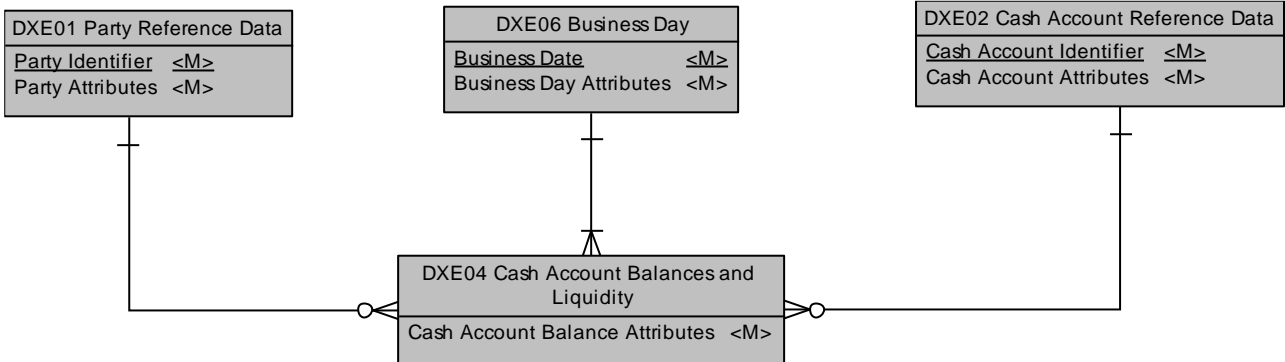 DXE01 Party Reference Data
Party Identifier <M>
Party Attributes <M>
DXE06 Business Day
Business Date <M>
Business Day Attributes <M>
DXE02 Cash Account Reference Data
Cash Account Identifier <M>
Cash Account Attributes <M>
DXE04 Cash Account Balances and
Liquidity
Cash Account Balance Attributes <M>